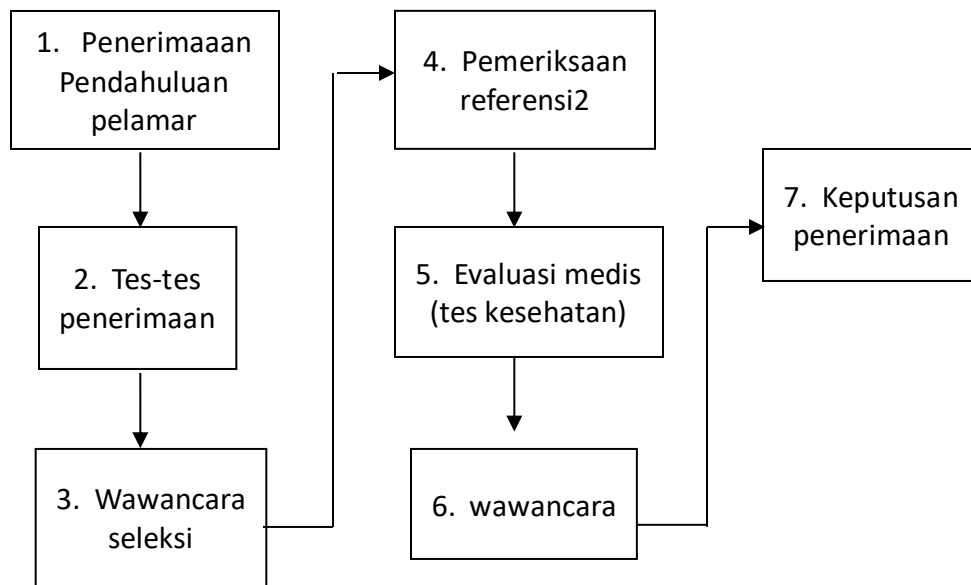 1. Penerimaaan
Pendahuluan
pelamar
2. Tes-tes
penerimaan
3. Wawancara
seleksi
4. Pemeriksaan
referensi2
5. Evaluasi medis
(tes kesehatan)
6. wawancara
7. Keputusan
penerimaan